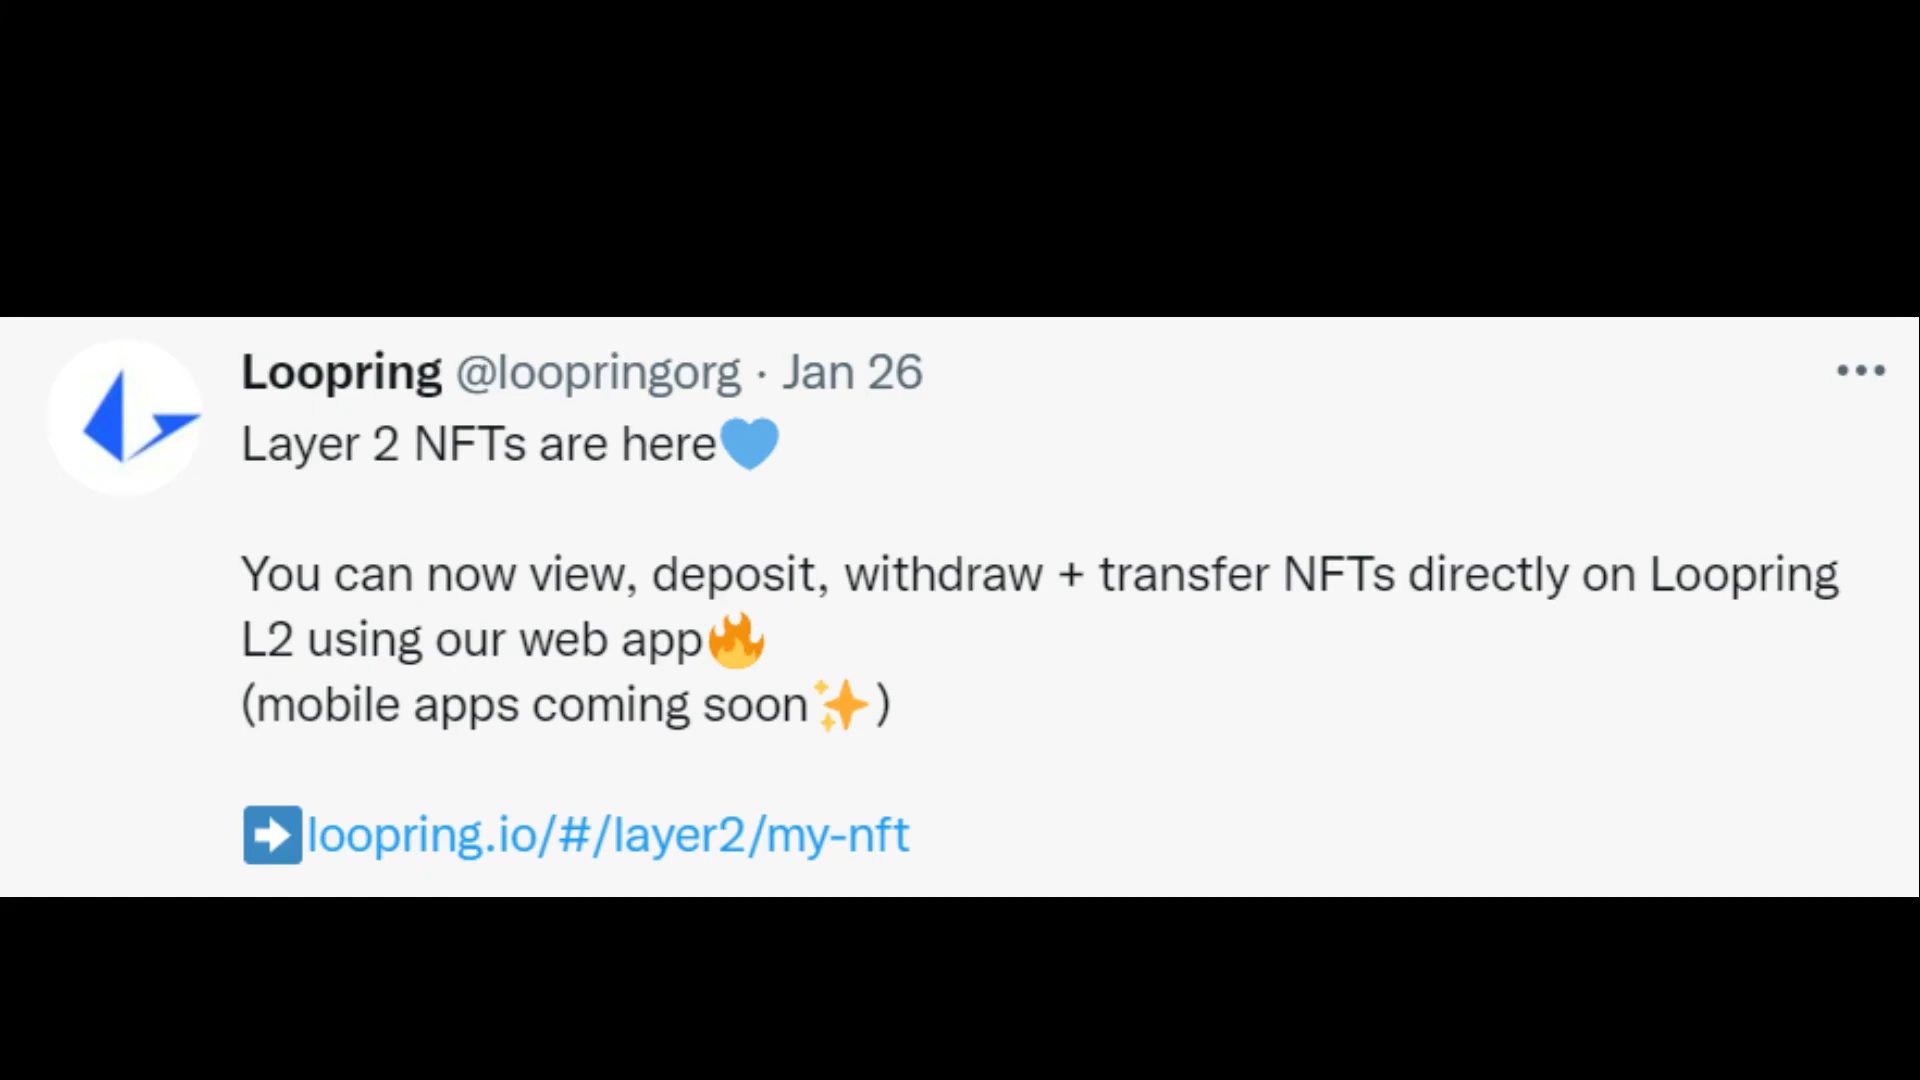 Loopring @loopringorg · Jan 26
Layer 2 NFTs are here💙
You can now view, deposit, withdraw + transfer NFTs directly on Loopring
L2 using our web app🔥
(mobile apps coming soon✨)
➡️loopring.io/#/layer2/my-nft